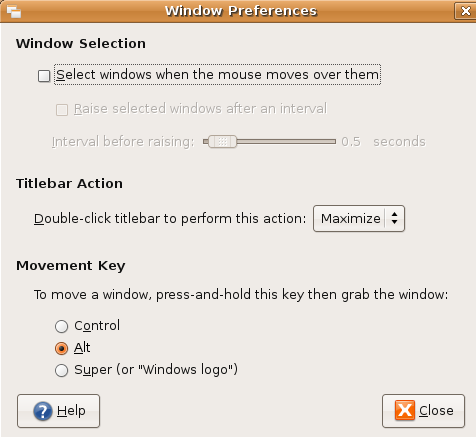 Window Preferences
Window Selection
Select windows when the mouse moves over them
Raise selected windows after an interval
Interval before raising: 0.5 seconds
Titlebar Action
Double-click titlebar to perform this action: Maximize
Movement Key
To move a window, press-and-hold this key then grab the window:
Control
Alt
Super (or "Windows logo")
Help Close